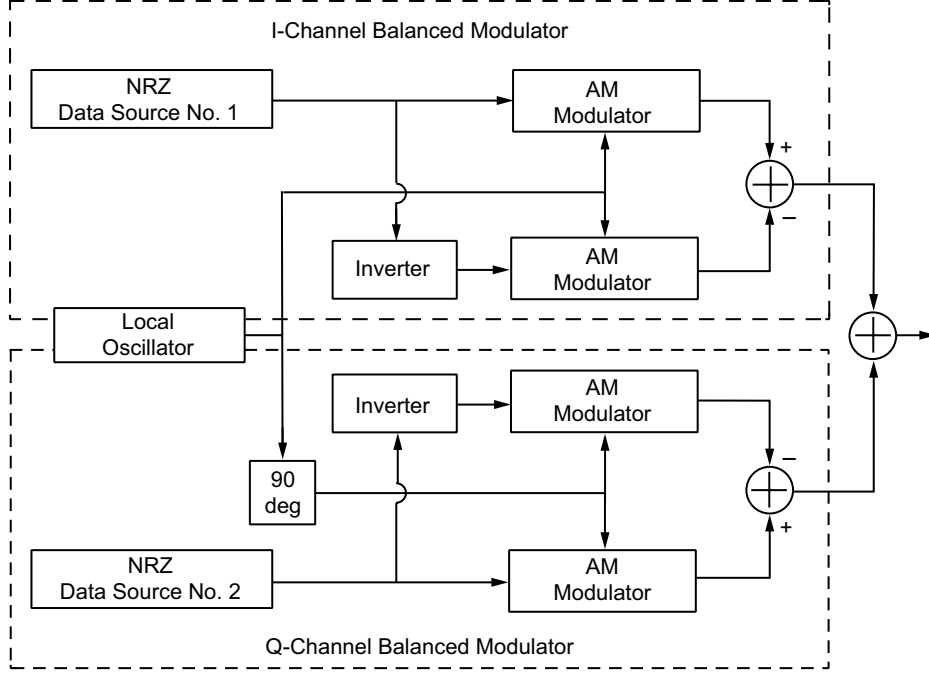 I-Channel Balanced Modulator
NRZ
Data Source No. 1
AM
Modulator
+
−
Inverter
AM
Modulator
Local
Oscillator
Inverter
AM
Modulator
−
+
90
deg
NRZ
Data Source No. 2
AM
Modulator
Q-Channel Balanced Modulator